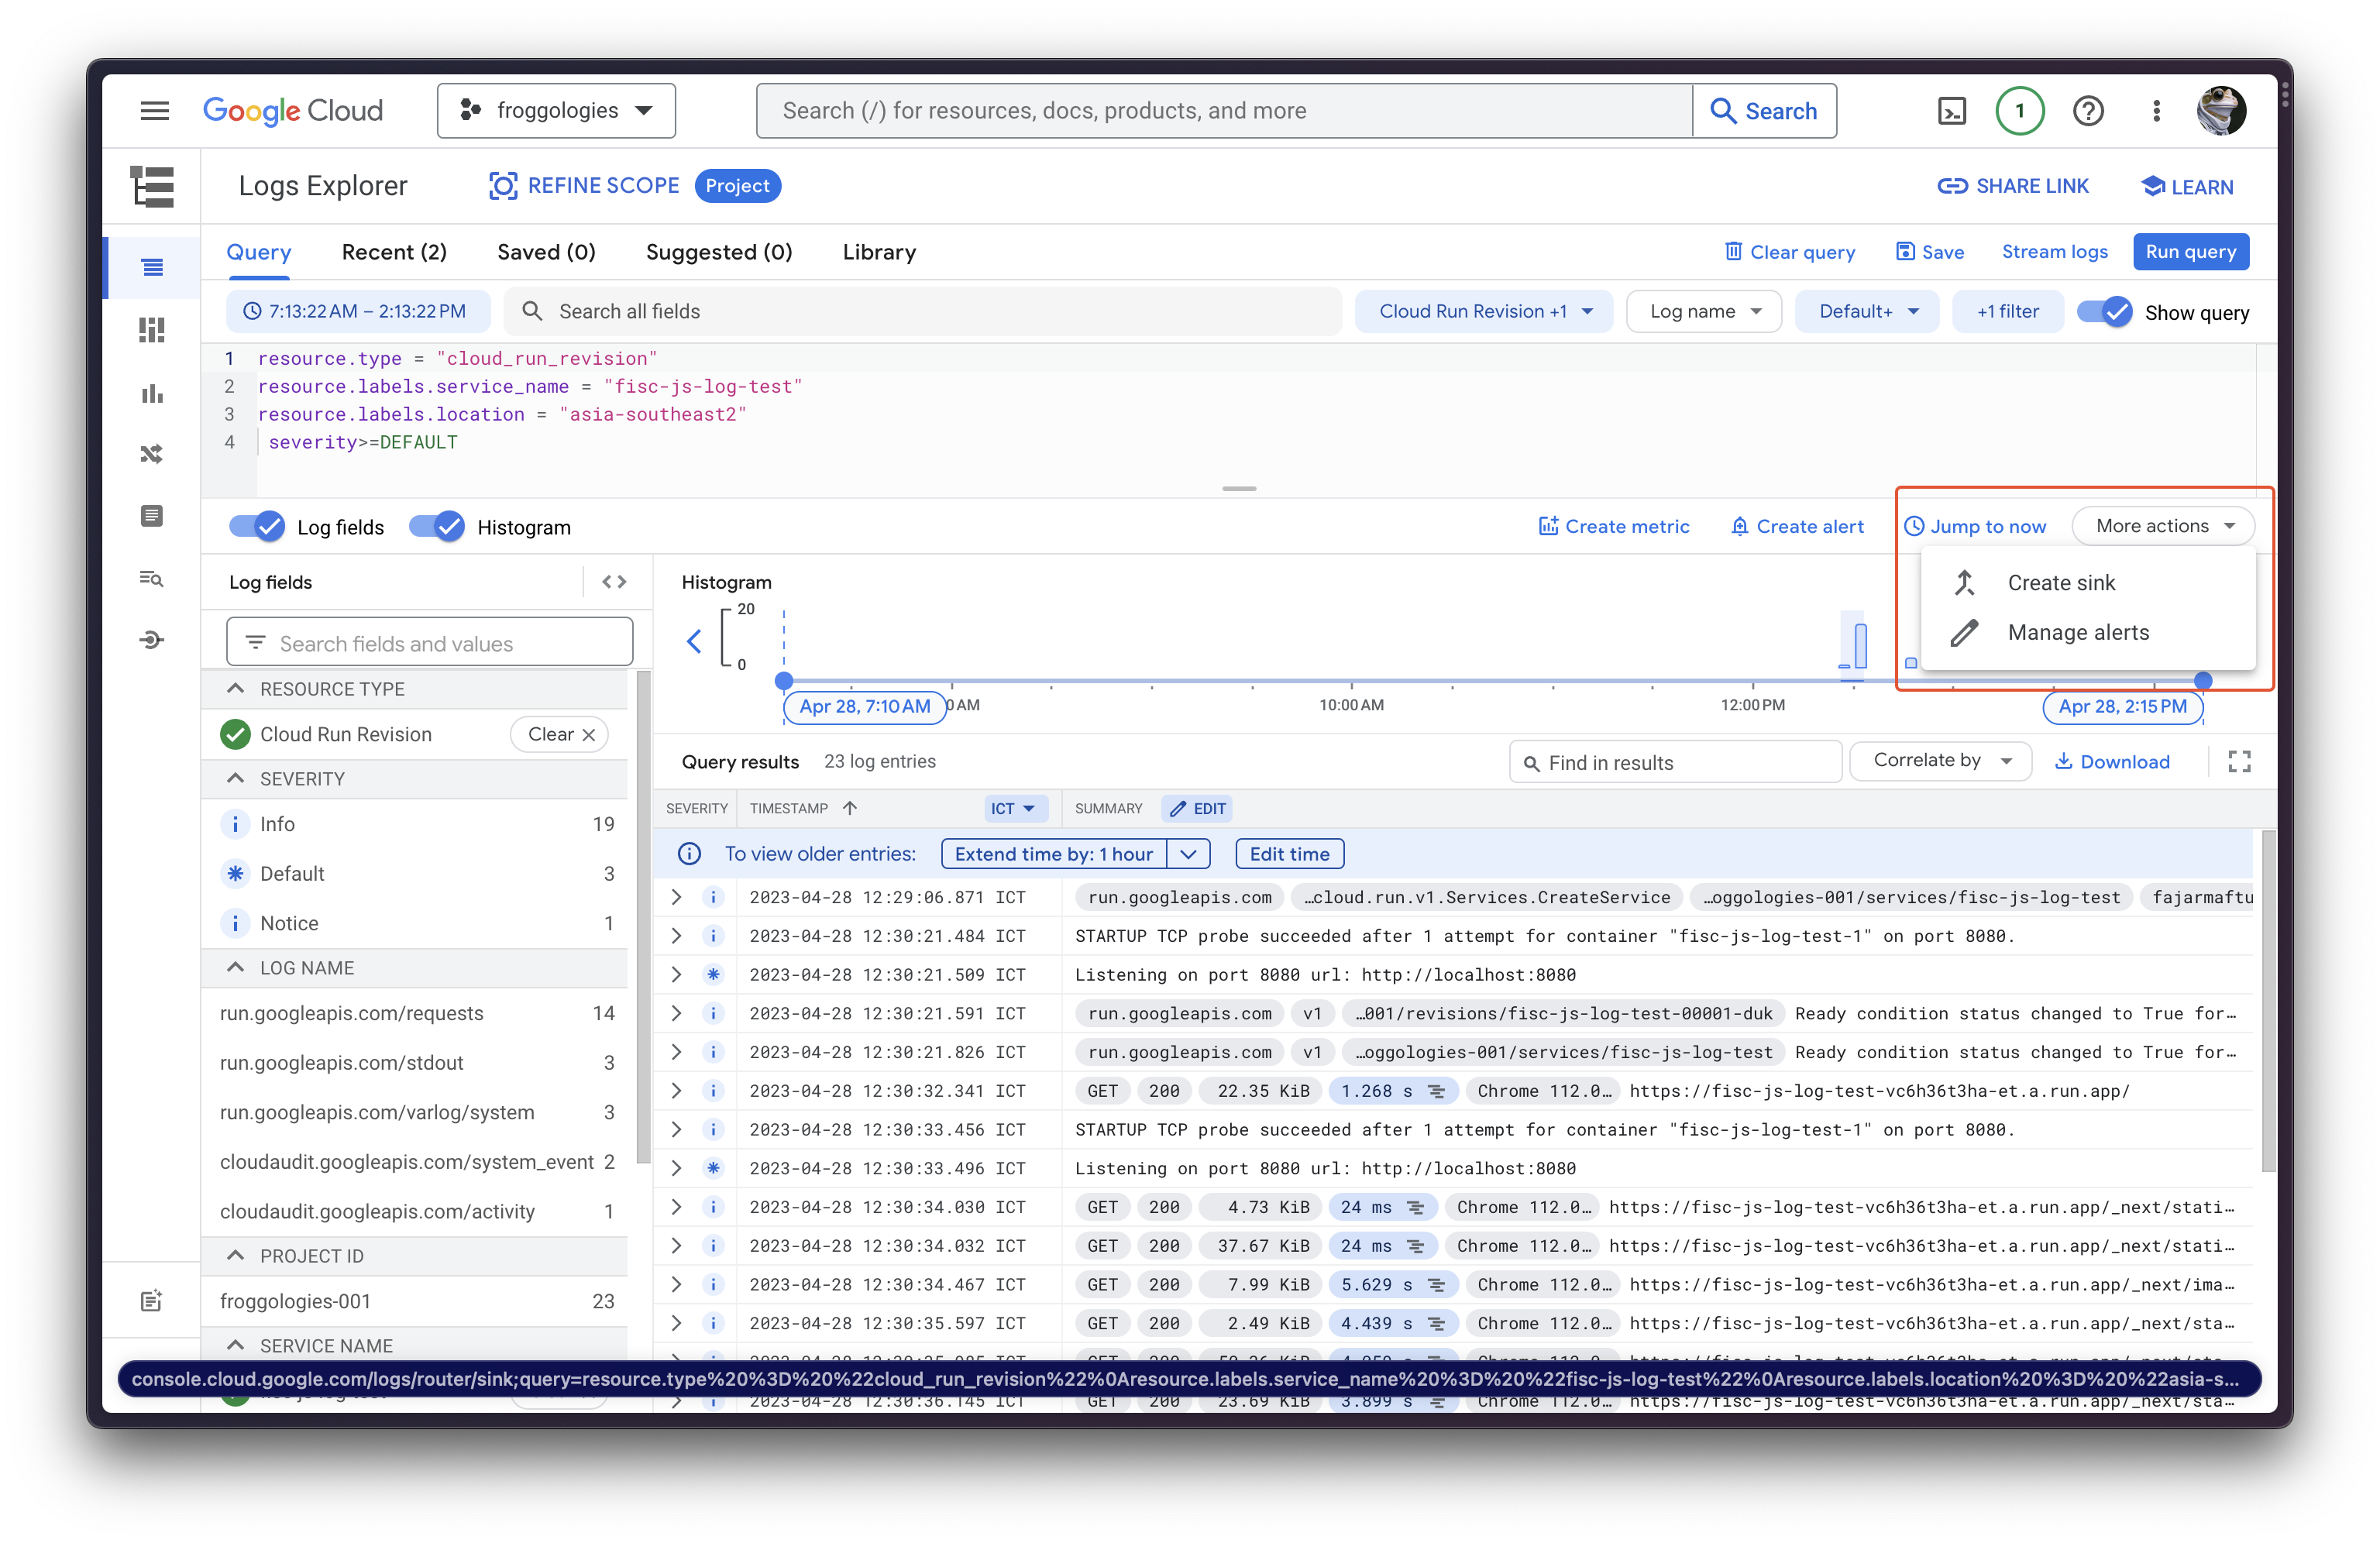 Google Cloud
froggologies
Search (/) for resources, docs, products, and more
Search
1
Logs Explorer
REFINE SCOPE
Project
SHARE LINK
LEARN
Query
Recent (2)
Saved (0)
Suggested (0)
Library
Clear query
Save
Stream logs
Run query
7:13:22 AM – 2:13:22 PM
Search all fields
Cloud Run Revision +1
Log name
Default+
+1 filter
Show query
1 resource.type = "cloud_run_revision"
2 resource.labels.service_name = "fisc-js-log-test"
3 resource.labels.location = "asia-southeast2"
4 severity>=DEFAULT
Log fields
Histogram
Create metric
Create alert
Jump to now
More actions
Create sink
Manage alerts
Log fields
Search fields and values
RESOURCE TYPE
Cloud Run Revision
Clear
SEVERITY
Info 19
Default 3
Notice 1
LOG NAME
run.googleapis.com/requests 14
run.googleapis.com/stdout 3
run.googleapis.com/varlog/system 3
cloudaudit.googleapis.com/system_event 2
cloudaudit.googleapis.com/activity 1
PROJECT ID
froggologies-001 23
SERVICE NAME
Histogram
20
0
Apr 28, 7:10 AM
0 AM
10:00 AM
12:00 PM
Apr 28, 2:15 PM
Query results
23 log entries
Find in results
Correlate by
Download
SEVERITY TIMESTAMP ICT SUMMARY EDIT
To view older entries: Extend time by: 1 hour Edit time
2023-04-28 12:29:06.871 ICT run.googleapis.com …cloud.run.v1.Services.CreateService …oggologies-001/services/fisc-js-log-test fajarmaftu
2023-04-28 12:30:21.484 ICT STARTUP TCP probe succeeded after 1 attempt for container "fisc-js-log-test-1" on port 8080.
2023-04-28 12:30:21.509 ICT Listening on port 8080 url: http://localhost:8080
2023-04-28 12:30:21.591 ICT run.googleapis.com v1 …001/revisions/fisc-js-log-test-00001-duk Ready condition status changed to True for…
2023-04-28 12:30:21.826 ICT run.googleapis.com v1 …oggologies-001/services/fisc-js-log-test Ready condition status changed to True for…
2023-04-28 12:30:32.341 ICT GET 200 22.35 KiB 1.268 s Chrome 112.0… https://fisc-js-log-test-vc6h36t3ha-et.a.run.app/
2023-04-28 12:30:33.456 ICT STARTUP TCP probe succeeded after 1 attempt for container "fisc-js-log-test-1" on port 8080.
2023-04-28 12:30:33.496 ICT Listening on port 8080 url: http://localhost:8080
2023-04-28 12:30:34.030 ICT GET 200 4.73 KiB 24 ms Chrome 112.0… https://fisc-js-log-test-vc6h36t3ha-et.a.run.app/_next/stati…
2023-04-28 12:30:34.032 ICT GET 200 37.67 KiB 24 ms Chrome 112.0… https://fisc-js-log-test-vc6h36t3ha-et.a.run.app/_next/stati…
2023-04-28 12:30:34.467 ICT GET 200 7.99 KiB 5.629 s Chrome 112.0… https://fisc-js-log-test-vc6h36t3ha-et.a.run.app/_next/ima…
2023-04-28 12:30:35.597 ICT GET 200 2.49 KiB 4.439 s Chrome 112.0… https://fisc-js-log-test-vc6h36t3ha-et.a.run.app/_next/sta…
console.cloud.google.com/logs/router/sink;query=resource.type%20%3D%20%22cloud_run_revision%22%0Aresource.labels.service_name%20%3D%20%22fisc-js-log-test%22%0Aresource.labels.location%20%3D%20%22asia-s...
2023-04-28 12:30:36.145 ICT GET 200 23.69 KiB 3.899 s Chrome 112.0… https://fisc-js-log-test-vc6h36t3ha-et.a.run.app/_next/sta…